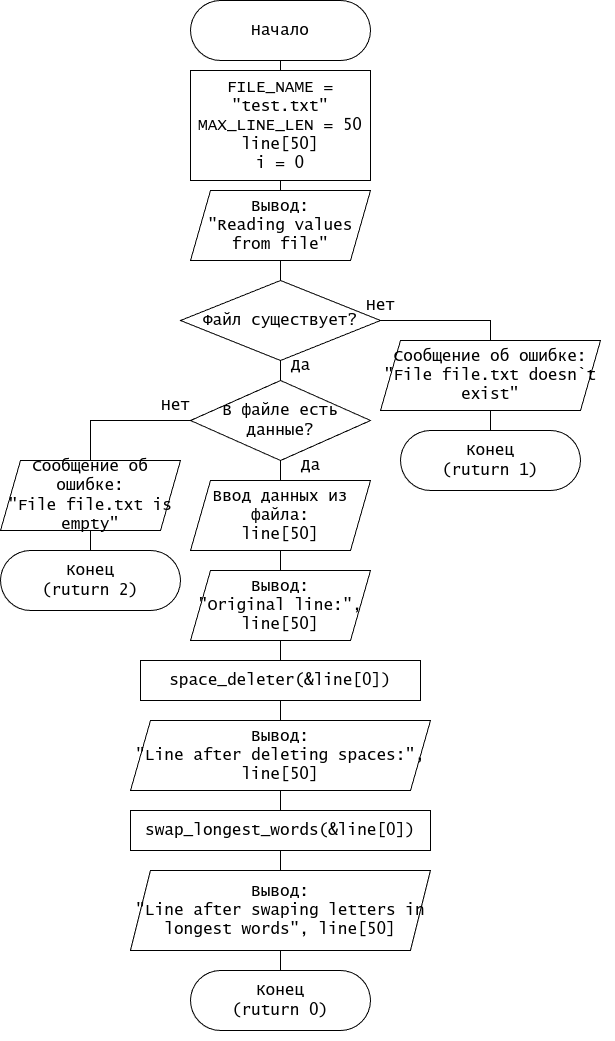 Начало
FILE_NAME =
"test.txt"
MAX_LINE_LEN = 50
line[50]
i = 0
Вывод:
"Reading values
from file"
Файл существует?
Нет
Да
Сообщение об ошибке:
"File file.txt doesn`t
exist"
Конец
(ruturn 1)
В файле есть
данные?
Нет
Да
Сообщение об
ошибке:
"File file.txt is
empty"
Конец
(ruturn 2)
Ввод данных из
файла:
line[50]
Вывод:
"Original line:",
line[50]
space_deleter(&line[0])
Вывод:
"Line after deleting spaces:",
line[50]
swap_longest_words(&line[0])
Вывод:
"Line after swaping letters in
longest words", line[50]
Конец
(ruturn 0)